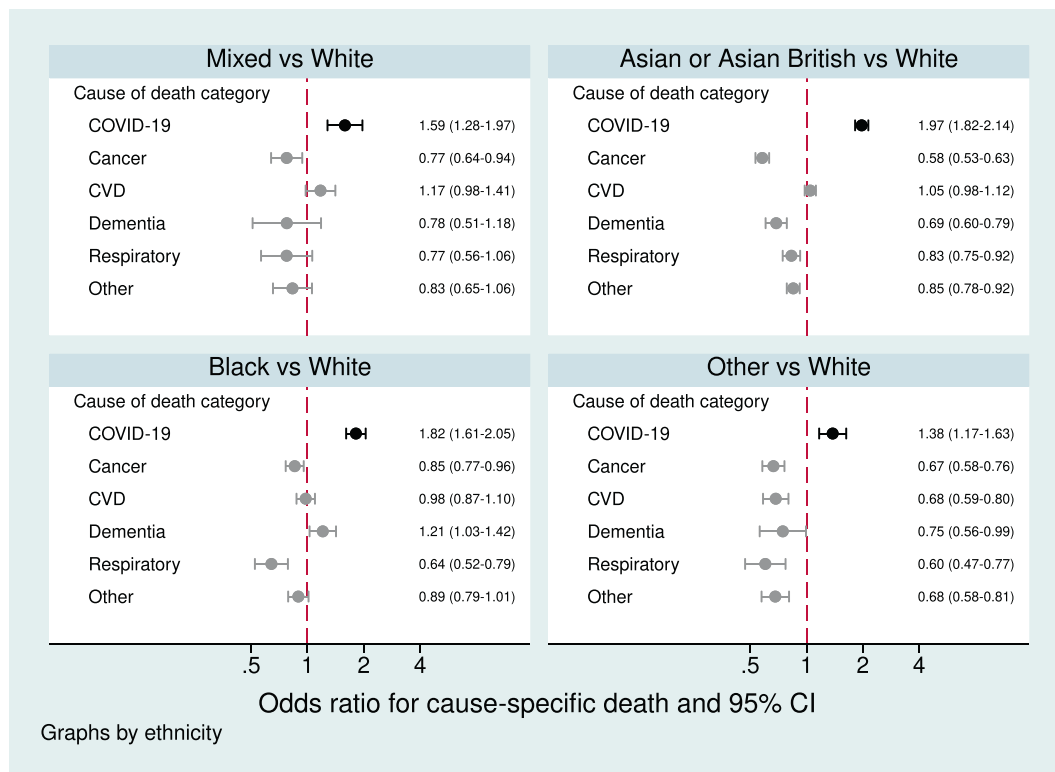 Mixed vs White
Cause of death category
COVID-19 1.59 (1.28-1.97)
Cancer 0.77 (0.64-0.94)
CVD 1.17 (0.98-1.41)
Dementia 0.78 (0.51-1.18)
Respiratory 0.77 (0.56-1.06)
Other 0.83 (0.65-1.06)
Asian or Asian British vs White
Cause of death category
COVID-19 1.97 (1.82-2.14)
Cancer 0.58 (0.53-0.63)
CVD 1.05 (0.98-1.12)
Dementia 0.69 (0.60-0.79)
Respiratory 0.83 (0.75-0.92)
Other 0.85 (0.78-0.92)
Black vs White
Cause of death category
COVID-19 1.82 (1.61-2.05)
Cancer 0.85 (0.77-0.96)
CVD 0.98 (0.87-1.10)
Dementia 1.21 (1.03-1.42)
Respiratory 0.64 (0.52-0.79)
Other 0.89 (0.79-1.01)
.5 1 2 4
Other vs White
Cause of death category
COVID-19 1.38 (1.17-1.63)
Cancer 0.67 (0.58-0.76)
CVD 0.68 (0.59-0.80)
Dementia 0.75 (0.56-0.99)
Respiratory 0.60 (0.47-0.77)
Other 0.68 (0.58-0.81)
.5 1 2 4
Odds ratio for cause-specific death and 95% CI
Graphs by ethnicity